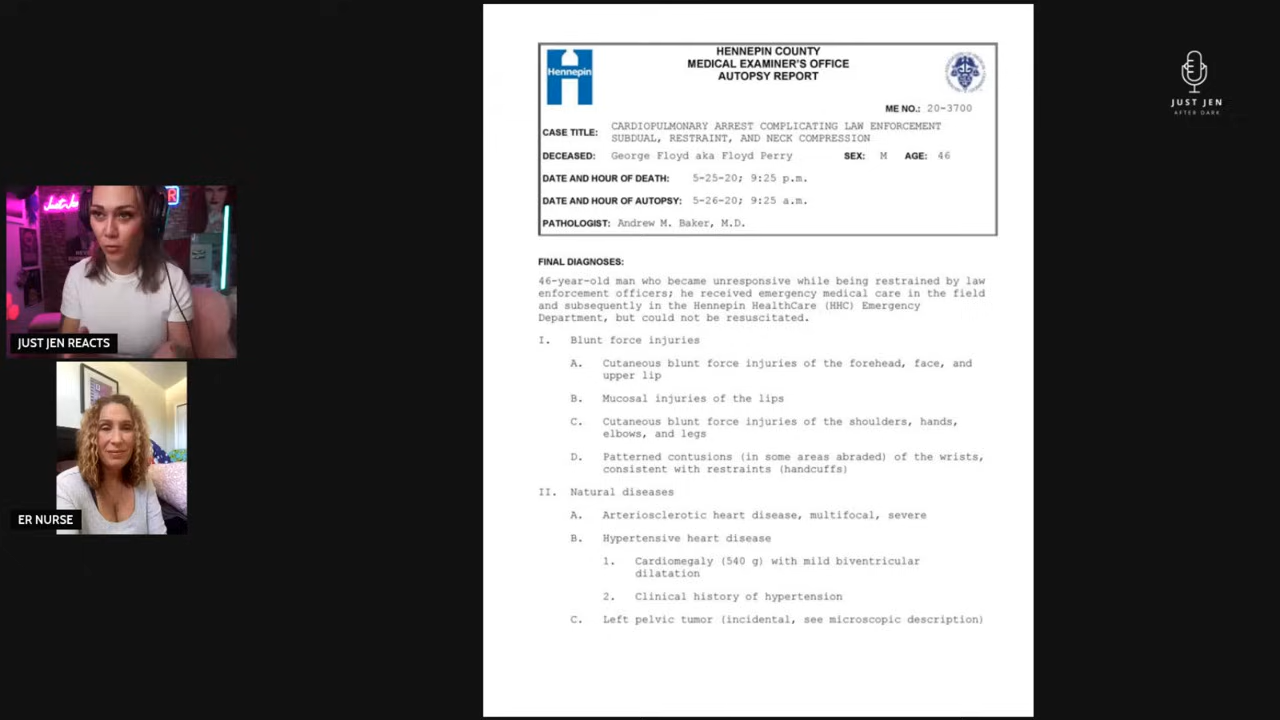 HENNEPIN COUNTY
MEDICAL EXAMINER'S OFFICE
AUTOPSY REPORT
Hennepin
ME NO.: 20-3700
CASE TITLE: CARDIOPULMONARY ARREST COMPLICATING LAW ENFORCEMENT
SUBDUAL, RESTRAINT, AND NECK COMPRESSION
DECEASED: George Floyd aka Floyd Perry SEX: M AGE: 46
DATE AND HOUR OF DEATH: 5-25-20; 9:25 p.m.
DATE AND HOUR OF AUTOPSY: 5-26-20; 9:25 a.m.
PATHOLOGIST: Andrew M. Baker, M.D.
FINAL DIAGNOSES:
46-year-old man who became unresponsive while being restrained by law
enforcement officers; he received emergency medical care in the field
and subsequently in the Hennepin HealthCare (HHC) Emergency
Department, but could not be resuscitated.
I. Blunt force injuries
A. Cutaneous blunt force injuries of the forehead, face, and
upper lip
B. Mucosal injuries of the lips
C. Cutaneous blunt force injuries of the shoulders, hands,
elbows, and legs
D. Patterned contusions (in some areas abraded) of the wrists,
consistent with restraints (handcuffs)
II. Natural diseases
A. Arteriosclerotic heart disease, multifocal, severe
B. Hypertensive heart disease
1. Cardiomegaly (540 g) with mild biventricular
dilatation
2. Clinical history of hypertension
C. Left pelvic tumor (incidental, see microscopic description)
JUST JEN
AFTER DARK
Just Je
R
JUST JEN REACTS
ER NURSE